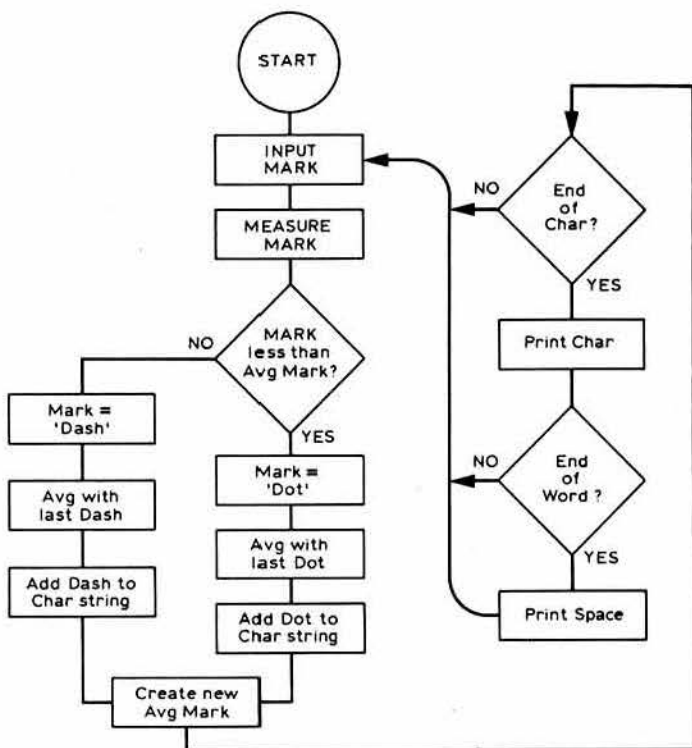 START
INPUT
MARK
MEASURE
MARK
MARK
less than
Avg Mark?
NO
YES
Mark =
'Dash'
Avg with
last Dash
Add Dash to
Char string
Mark =
'Dot'
Avg with
last Dot
Add Dot to
Char string
Create new
Avg Mark
End
of
Char?
NO
YES
Print Char
End
of
Word ?
NO
YES
Print Space